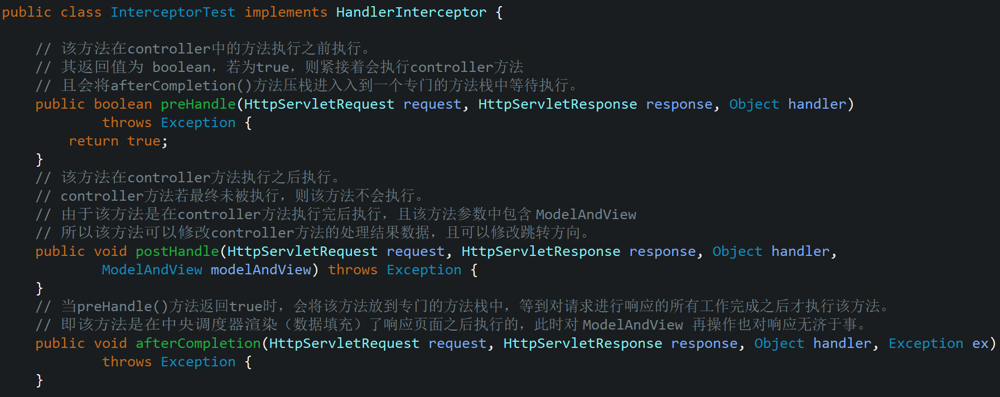 public class InterceptorTest implements HandlerInterceptor {
// 该方法在controller中的方法执行之前执行。
// 其返回值为 boolean，若为true，则紧接着会执行controller方法
// 且会将afterCompletion()方法压栈进入入到一个专门的方法栈中等待执行。
public boolean preHandle(HttpServletRequest request, HttpServletResponse response, Object handler)
throws Exception {
return true;
}
// 该方法在controller方法执行之后执行。
// controller方法若最终未被执行，则该方法不会执行。
// 由于该方法是在controller方法执行完后执行，且该方法参数中包含 ModelAndView
// 所以该方法可以修改controller方法的处理结果数据，且可以修改跳转方向。
public void postHandle(HttpServletRequest request, HttpServletResponse response, Object handler,
ModelAndView modelAndView) throws Exception {
}
// 当preHandle()方法返回true时，会将该方法放到专门的方法栈中，等到对请求进行响应的所有工作完成之后才执行该方法。
// 即该方法是在中央调度器渲染（数据填充）了响应页面之后执行的，此时对 ModelAndView 再操作也对响应无济于事。
public void afterCompletion(HttpServletRequest request, HttpServletResponse response, Object handler, Exception ex)
throws Exception {
}